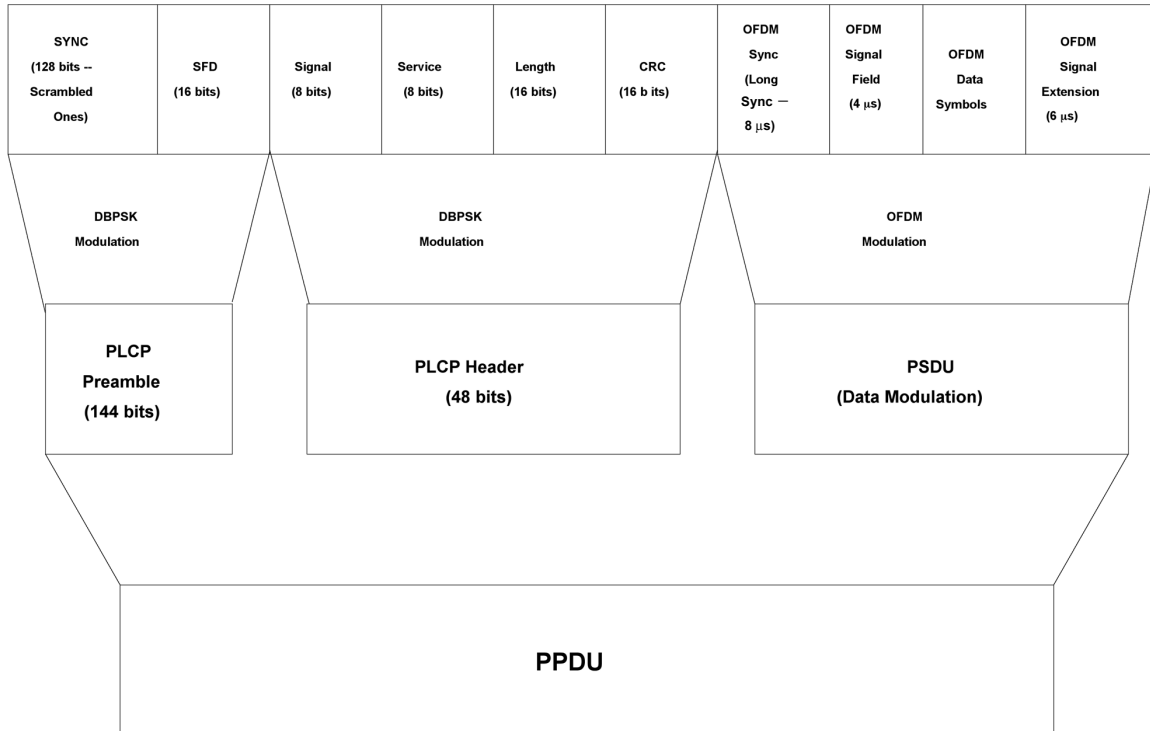 SYNC
(128 bits --
Scrambled
Ones)
SFD
(16 bits)
Signal
(8 bits)
Service
(8 bits)
Length
(16 bits)
CRC
(16 b its)
OFDM
Sync
(Long
Sync —
8 μs)
OFDM
Signal
Field
(4 μs)
OFDM
Data
Symbols
OFDM
Signal
Extension
(6 μs)
DBPSK
Modulation
DBPSK
Modulation
OFDM
Modulation
PLCP
Preamble
(144 bits)
PLCP Header
(48 bits)
PSDU
(Data Modulation)
PPDU